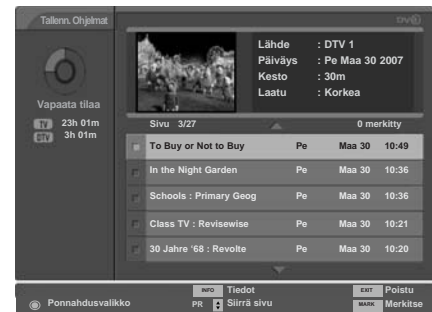 Tallenn. Ohjelmat
Lähde : DTV 1
Päiväys : Pe Maa 30 2007
Kesto : 30m
Laatu : Korkea
Vapaata tilaa
TV 23h 01m
DTV 3h 01m
Sivu 3/27 0 merkitty
To Buy or Not to Buy Pe Maa 30 10:49
In the Night Garden Pe Maa 30 10:36
Schools : Primary Geog Pe Maa 30 10:36
Class TV : Revisewise Pe Maa 30 10:21
30 Jahre ‘68 : Revolte Pe Maa 30 10:20
INFO Tiedot EXIT Poistu
Ponnahdusvalikko PR Siirrä sivu MARK Merkitse